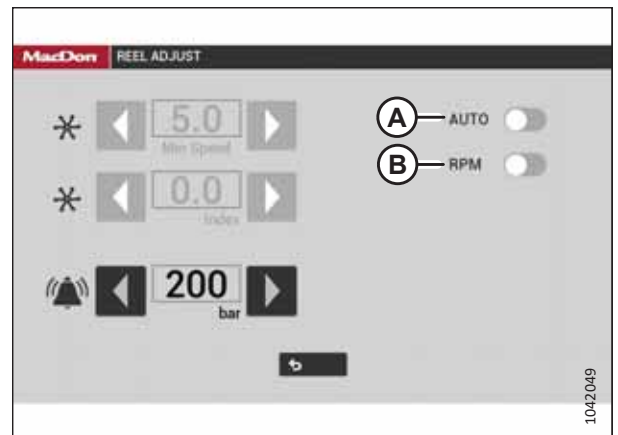 MacDon REEL ADJUST
5.0
Min Speed
0.0
Index
200
bar
A AUTO
B RPM
1042049